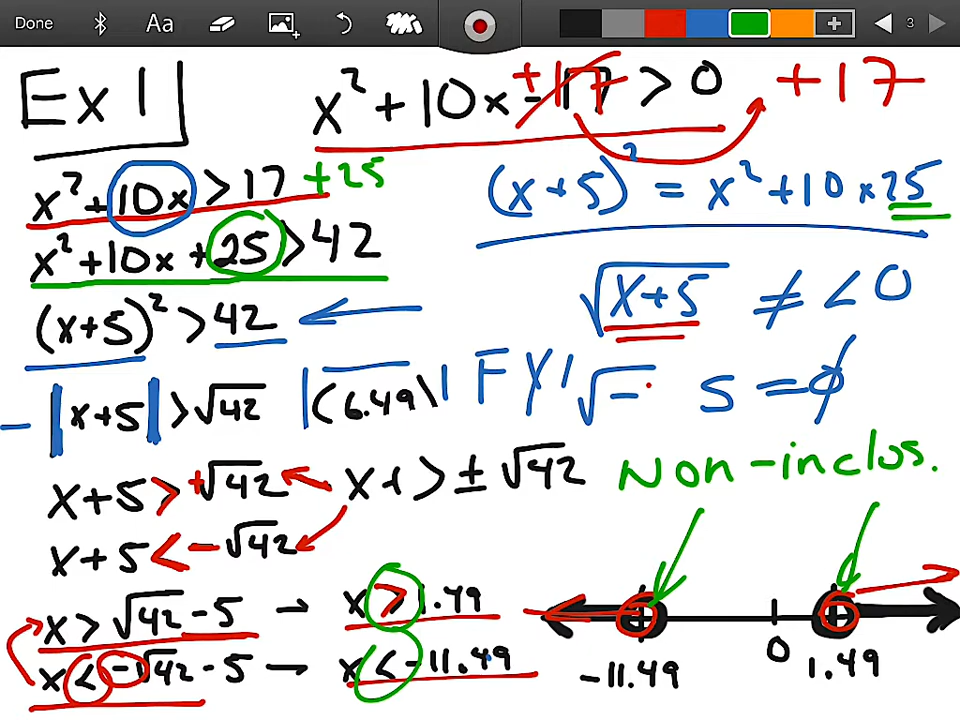 Done Aa 3
Ex 1
x² + 10x - 17 > 0 + 17
x² + 10x > 17 + 25
(x + 5)² = x² + 10x 25
x² + 10x + 25 > 42
(x+5)² > 42
√x+5 ≠ < 0
|x+5| > √42 |(6.49)| FYI √- S = ∅
x+5 > +√42 x+ > ± √42
Non-inclus.
x+5 < -√42
x > √42 - 5 → x > 1.49
x < -√42 - 5 → x < -11.49
-11.49 0 1.49